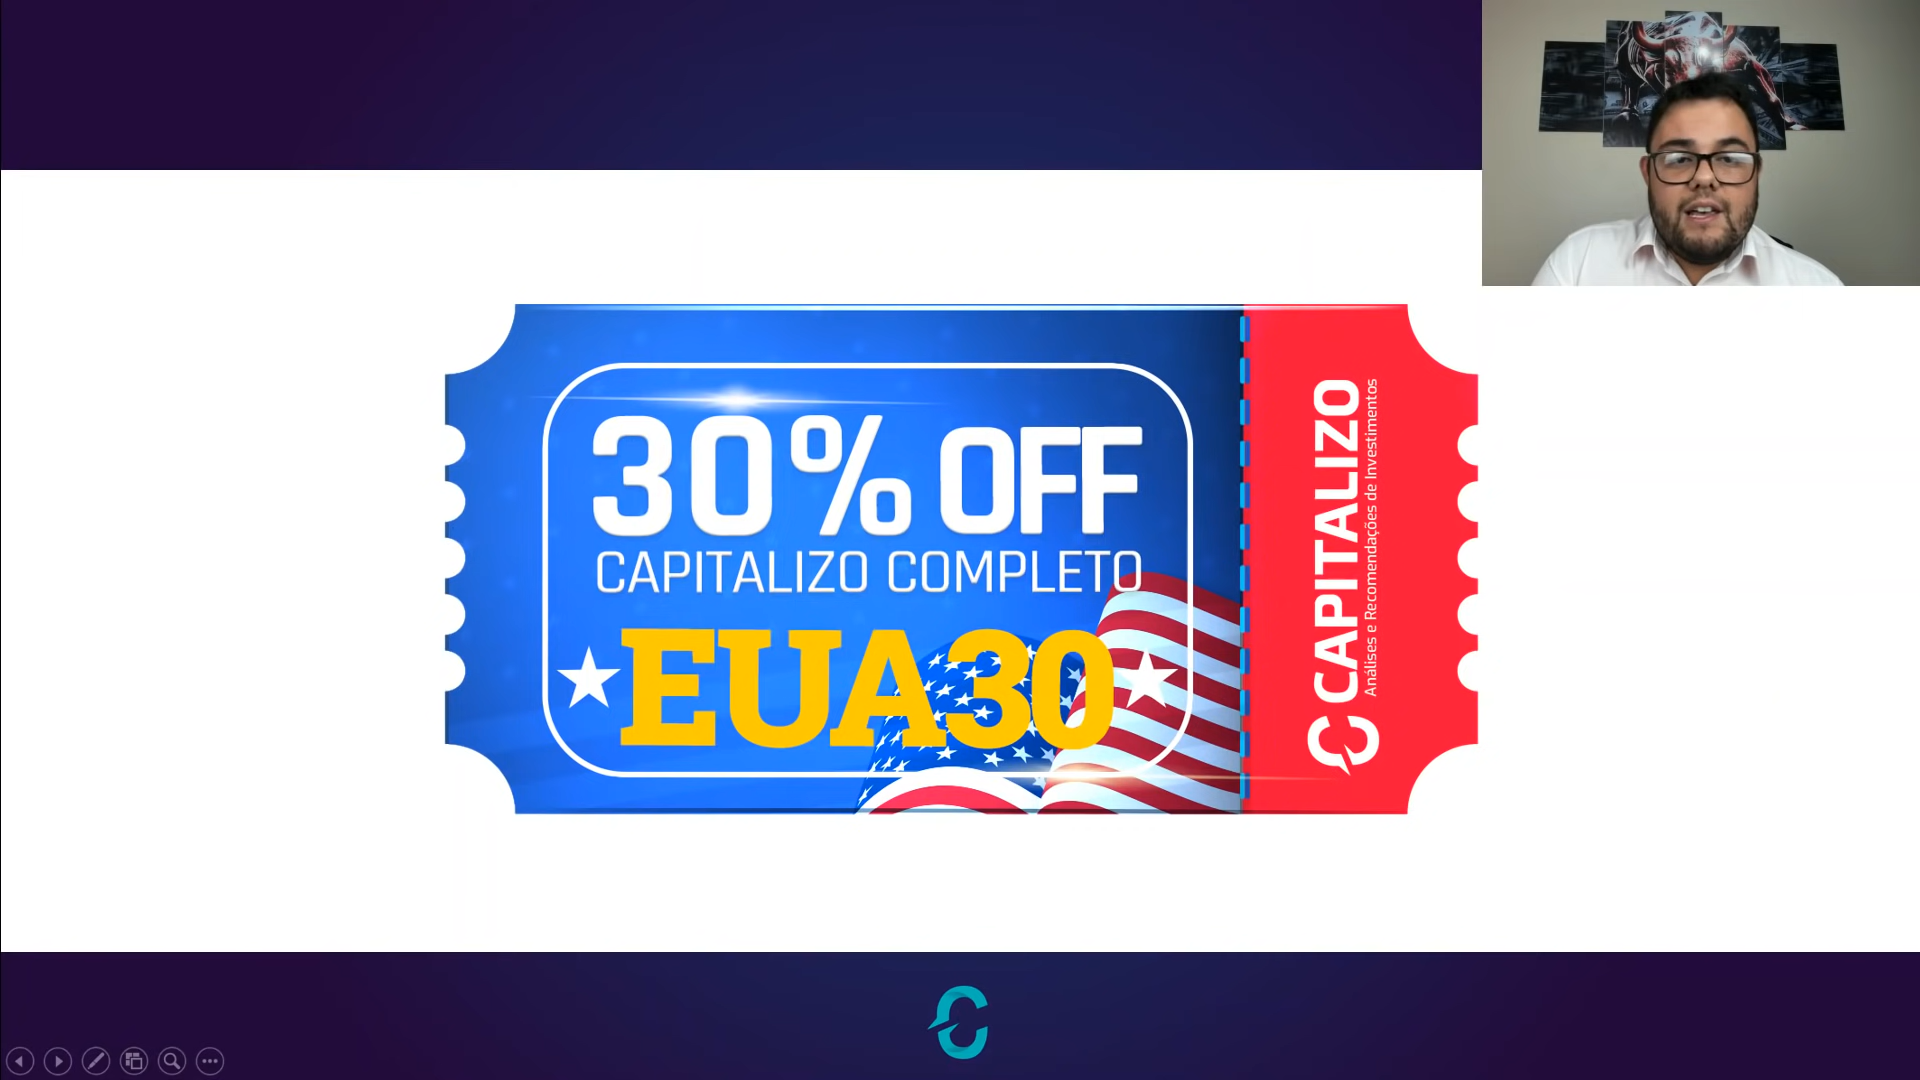 30% OFF
CAPITALIZO COMPLETO
EUA30
CAPITALIZO
Análises e Recomendações de Investimentos